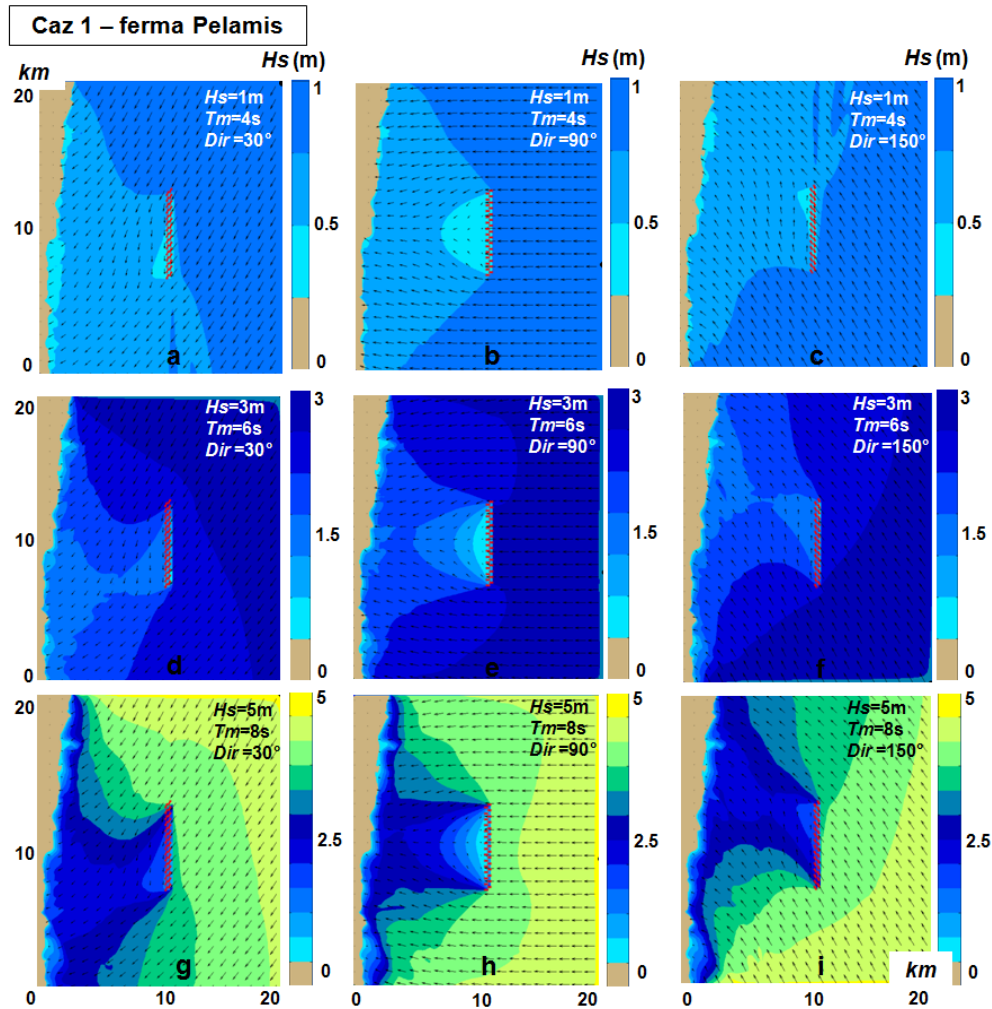 Caz 1 – ferma Pelamis
km
Hs (m)
Hs (m)
Hs (m)
20
10
0
Hs=1m
Tm=4s
Dir =30°
a
1
0.5
0
Hs=1m
Tm=4s
Dir =90°
b
1
0.5
0
Hs=1m
Tm=4s
Dir =150°
c
1
0.5
0
20
10
0
Hs=3m
Tm=6s
Dir =30°
d
3
1.5
0
Hs=3m
Tm=6s
Dir =90°
e
3
1.5
0
Hs=3m
Tm=6s
Dir =150°
f
3
1.5
0
20
10
0
Hs=5m
Tm=8s
Dir =30°
g
5
2.5
0
Hs=5m
Tm=8s
Dir =90°
h
5
2.5
0
Hs=5m
Tm=8s
Dir =150°
i
km
5
2.5
0
0 10 20
0 10 20
0 10 20